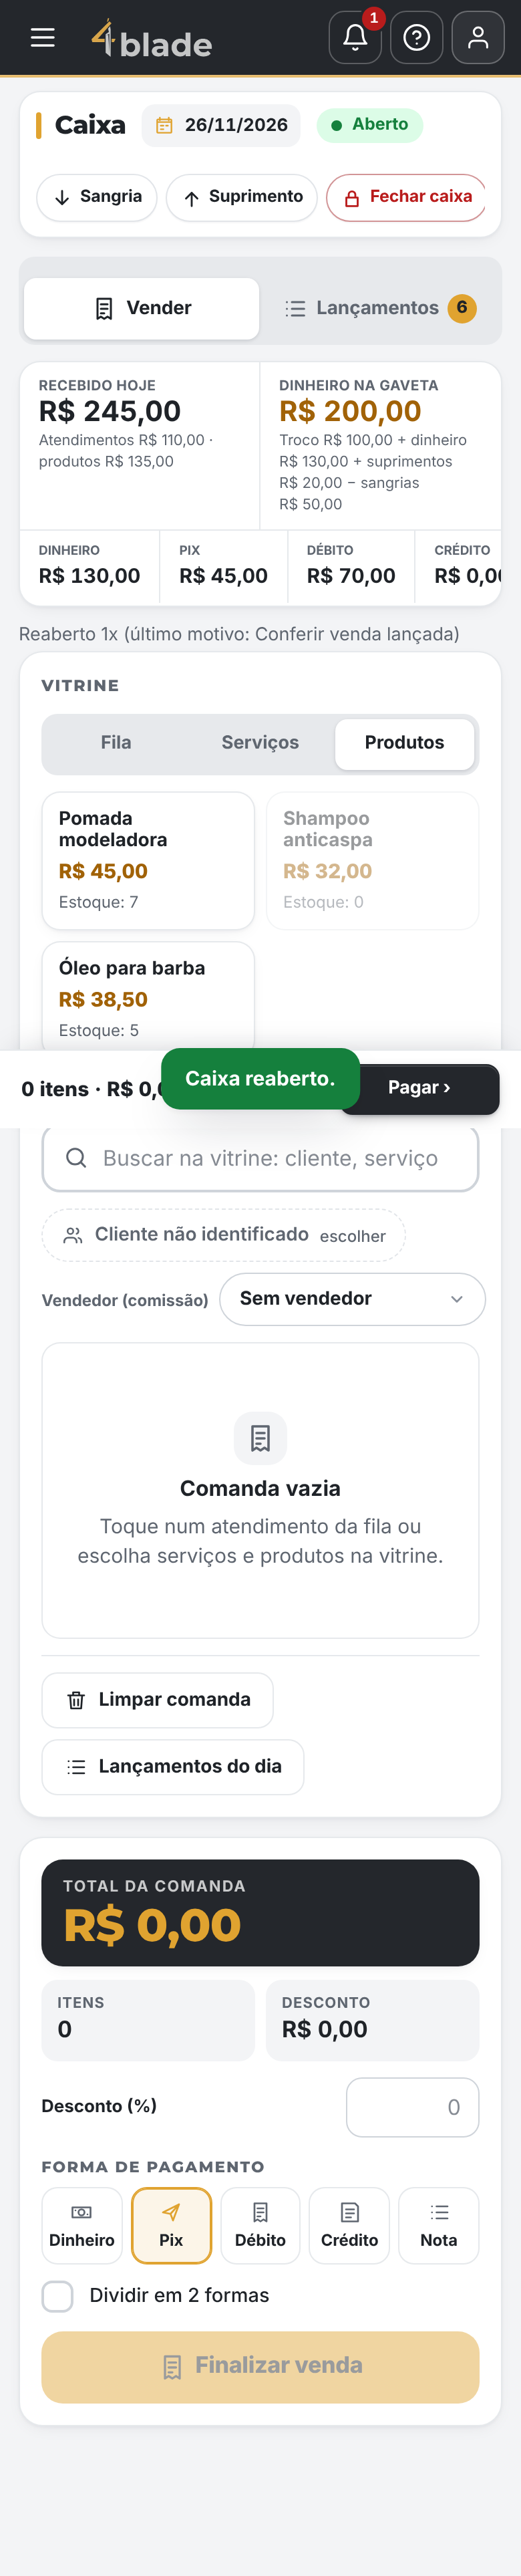 4blade
1
Caixa
26/11/2026
Aberto
Sangria
Suprimento
Fechar caixa
Vender
Lançamentos
6
RECEBIDO HOJE
R$ 245,00
Atendimentos R$ 110,00 ·
produtos R$ 135,00
DINHEIRO NA GAVETA
R$ 200,00
Troco R$ 100,00 + dinheiro
R$ 130,00 + suprimentos
R$ 20,00 − sangrias
R$ 50,00
DINHEIRO
R$ 130,00
PIX
R$ 45,00
DÉBITO
R$ 70,00
CRÉDITO
R$ 0,0
Reaberto 1x (último motivo: Conferir venda lançada)
VITRINE
Fila
Serviços
Produtos
Pomada
modeladora
R$ 45,00
Estoque: 7
Shampoo
anticaspa
R$ 32,00
Estoque: 0
Óleo para barba
R$ 38,50
Estoque: 5
0 itens · R$ 0,0
Caixa reaberto.
Pagar ›
Buscar na vitrine: cliente, serviço
Cliente não identificado escolher
Vendedor (comissão)
Sem vendedor
Comanda vazia
Toque num atendimento da fila ou
escolha serviços e produtos na vitrine.
Limpar comanda
Lançamentos do dia
TOTAL DA COMANDA
R$ 0,00
ITENS
0
DESCONTO
R$ 0,00
Desconto (%)
0
FORMA DE PAGAMENTO
Dinheiro
Pix
Débito
Crédito
Nota
Dividir em 2 formas
Finalizar venda